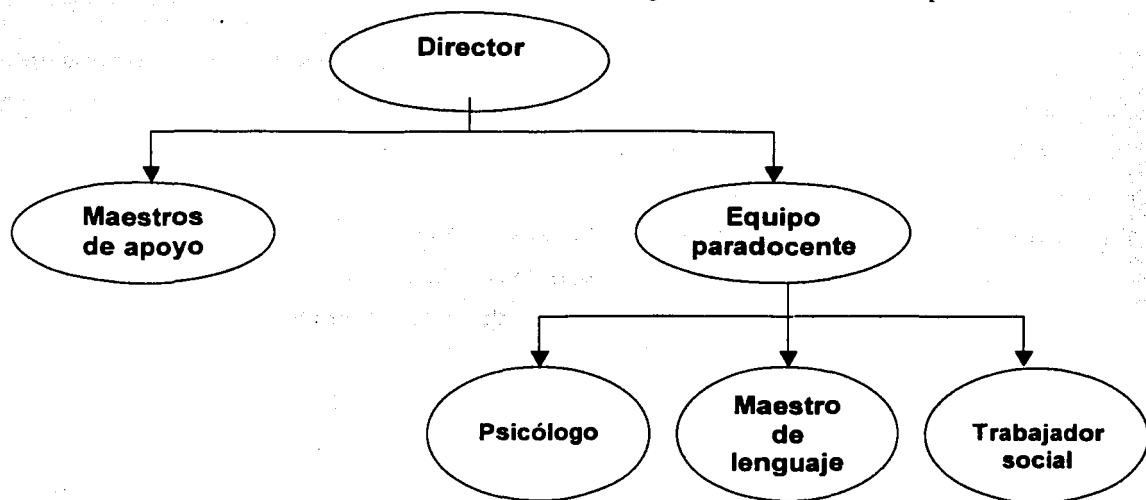 Director
Maestros
de apoyo
Equipo
paradocente
Psicólogo
Maestro
de
lenguaje
Trabajador
social